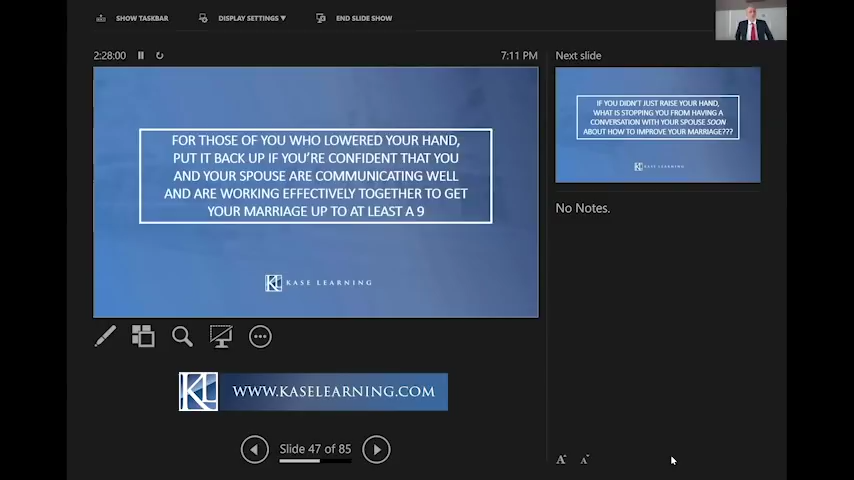 SHOW TASKBAR
DISPLAY SETTINGS ▼
END SLIDE SHOW
2:28:00
7:11 PM
FOR THOSE OF YOU WHO LOWERED YOUR HAND,
PUT IT BACK UP IF YOU'RE CONFIDENT THAT YOU
AND YOUR SPOUSE ARE COMMUNICATING WELL
AND ARE WORKING EFFECTIVELY TOGETHER TO GET
YOUR MARRIAGE UP TO AT LEAST A 9
KL KASE LEARNING
Next slide
IF YOU DIDN'T JUST RAISE YOUR HAND,
WHAT IS STOPPING YOU FROM HAVING A
CONVERSATION WITH YOUR SPOUSE SOON
ABOUT HOW TO IMPROVE YOUR MARRIAGE???
KASE LEARNING
No Notes.
KL WWW.KASELEARNING.COM
Slide 47 of 85
A A